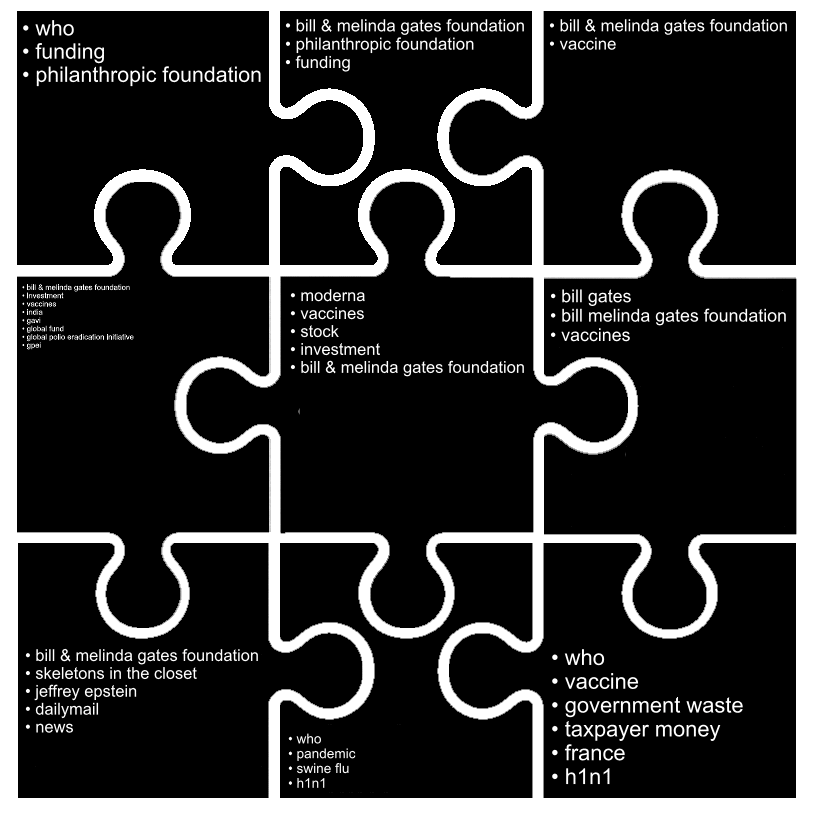 • who
• funding
• philanthropic foundation
• bill & melinda gates foundation
• philanthropic foundation
• funding
• bill & melinda gates foundation
• vaccine
• bill & melinda gates foundation
• Investment
• vaccines
• india
• gavi
• global fund
• global polio eradication Initiative
• gpei
• moderna
• vaccines
• stock
• investment
• bill & melinda gates foundation
• bill gates
• bill melinda gates foundation
• vaccines
• bill & melinda gates foundation
• skeletons in the closet
• jeffrey epstein
• dailymail
• news
• who
• pandemic
• swine flu
• h1n1
• who
• vaccine
• government waste
• taxpayer money
• france
• h1n1